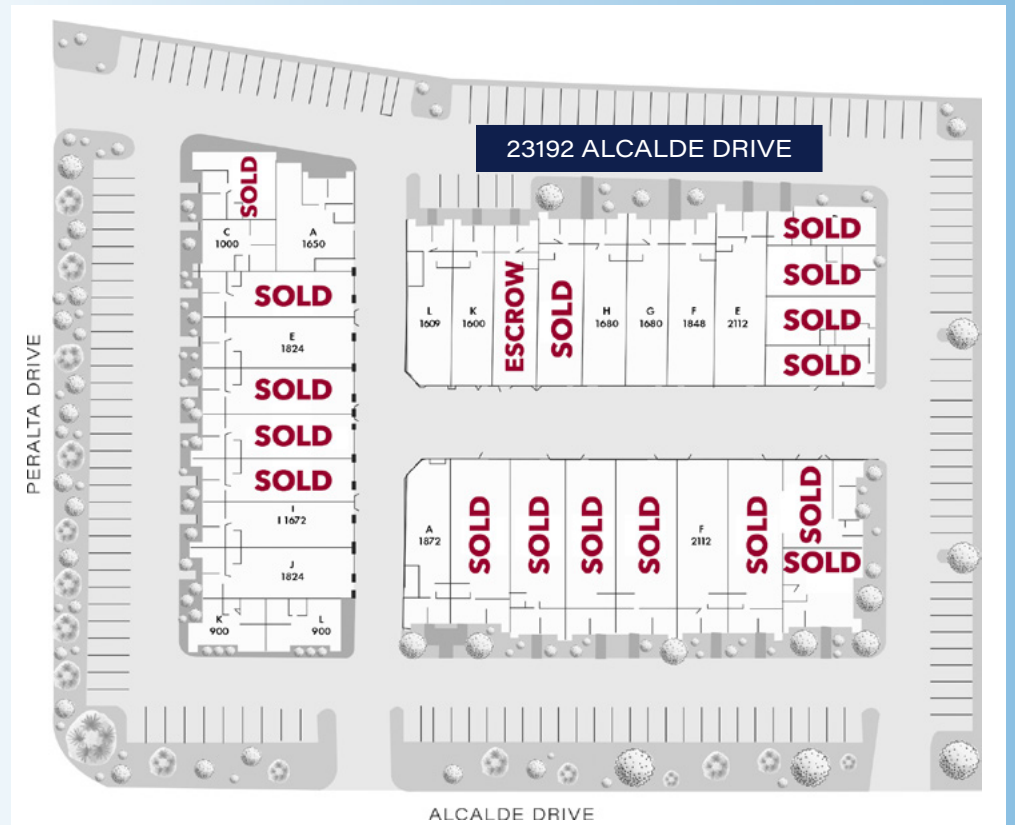 23192 ALCALDE DRIVE
SOLD
C
1000
A
1650
SOLD
E
1824
SOLD
SOLD
SOLD
I
I 1672
J
1824
K
900
L
900
L
1609
K
1600
ESCROW
SOLD
H
1680
G
1680
F
1848
E
2112
SOLD
SOLD
SOLD
SOLD
A
1872
SOLD
SOLD
SOLD
SOLD
F
2112
SOLD
SOLD
SOLD
PERALTA DRIVE
ALCALDE DRIVE